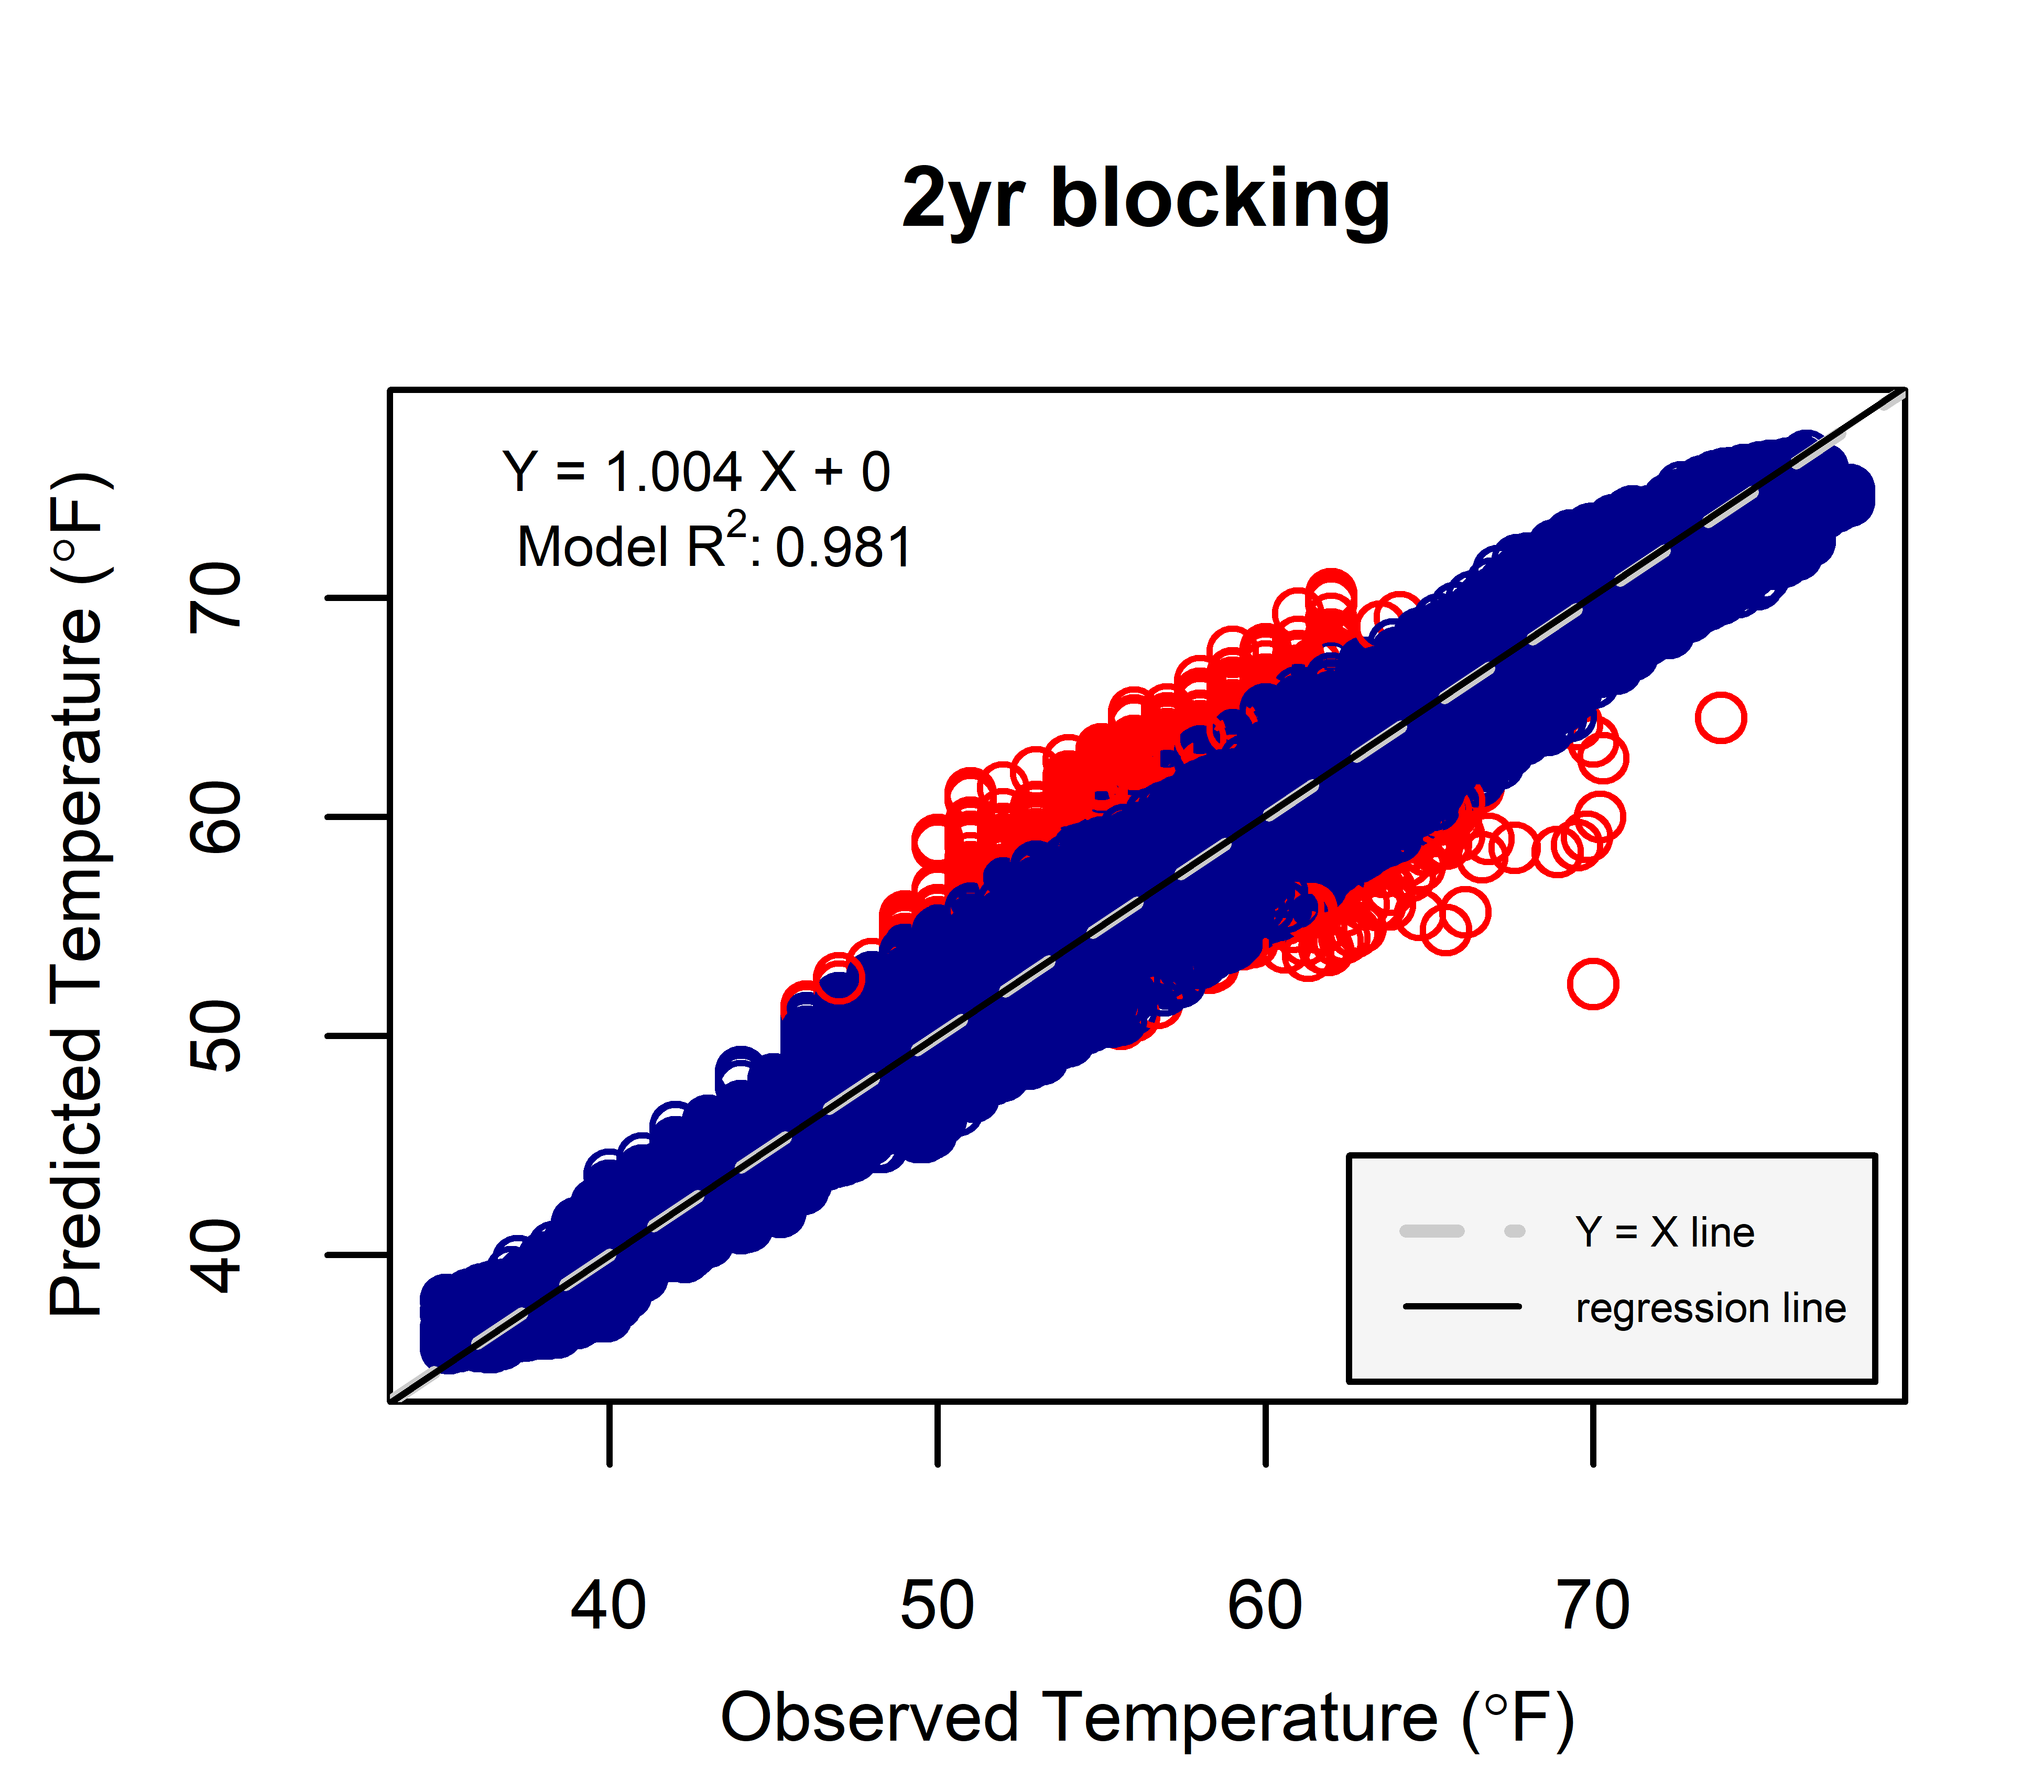 2yr blocking
Y = 1.004 X + 0
Model R²: 0.981
Predicted Temperature (°F)
70
60
50
40
Y = X line
regression line
40 50 60 70
Observed Temperature (°F)